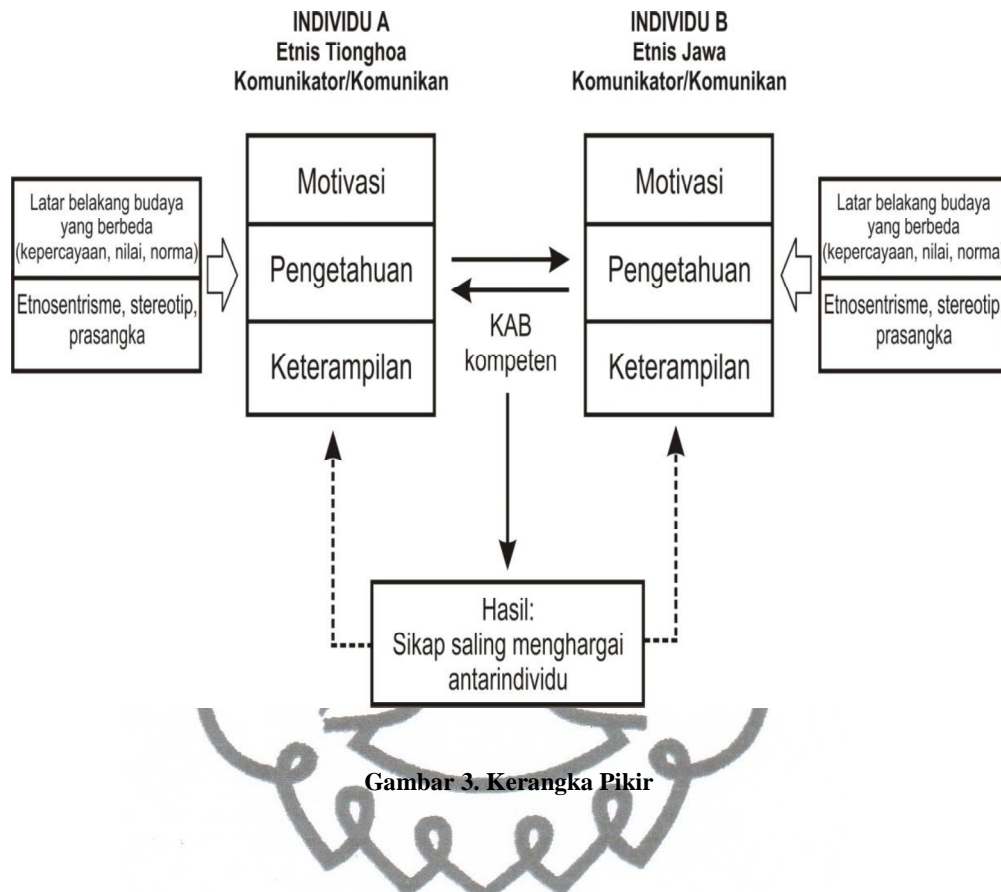 INDIVIDU A
Etnis Tionghoa
Komunikator/Komunikan
INDIVIDU B
Etnis Jawa
Komunikator/Komunikan
Latar belakang budaya
yang berbeda
(kepercayaan, nilai, norma)
Etnosentrisme, stereotip,
prasangka
Motivasi
Pengetahuan
Keterampilan
KAB
kompeten
Motivasi
Pengetahuan
Keterampilan
Latar belakang budaya
yang berbeda
(kepercayaan, nilai, norma
Etnosentrisme, stereotip,
prasangka
Hasil:
Sikap saling menghargai
antarindividu
Gambar 3. Kerangka Pikir